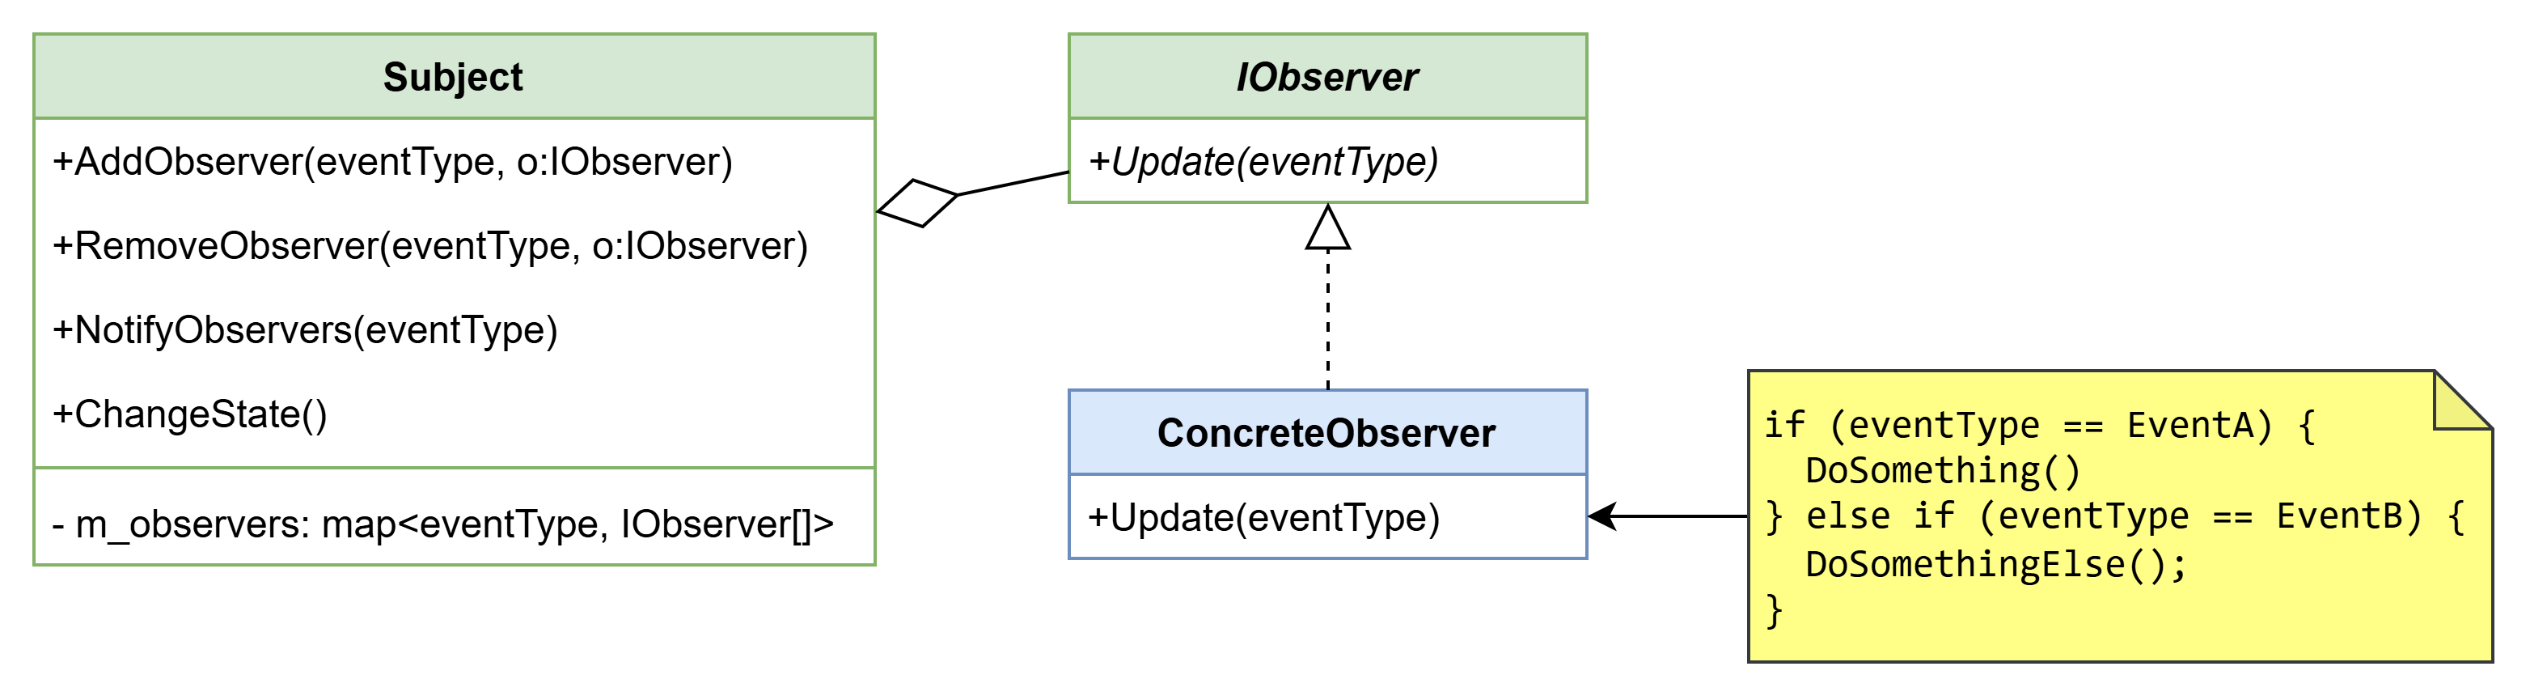 Subject
+AddObserver(eventType, o:IObserver)
+RemoveObserver(eventType, o:IObserver)
+NotifyObservers(eventType)
+ChangeState()
- m_observers: map<eventType, IObserver[]>
IObserver
+Update(eventType)
ConcreteObserver
+Update(eventType)
if (eventType == EventA) {
  DoSomething()
} else if (eventType == EventB) {
  DoSomethingElse();
}